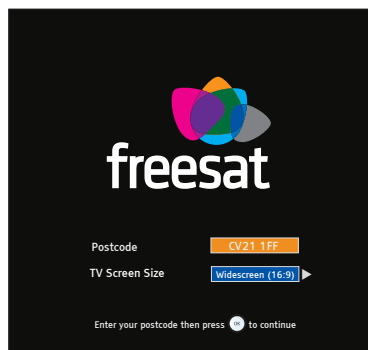 freesat
Postcode CV21 1FF
TV Screen Size Widescreen (16:9)
Enter your postcode then press OK to continue